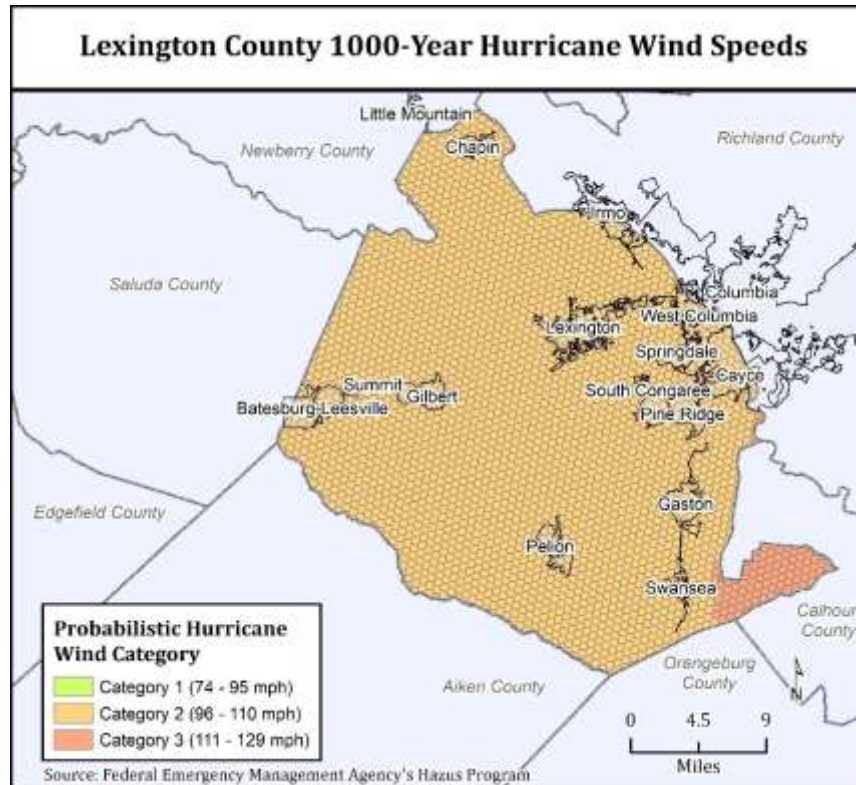 Lexington County 1000-Year Hurricane Wind Speeds
Little Mountain
Chapin
Newberry County
Richland County
Irmo
Saluda County
Columbia
West Columbia
Lexington
Springdale
Cayce
Summit
Gilbert
South Congaree
Batesburg-Leesville
Pine Ridge
Edgefield County
Gaston
Pelion
Swansea
Calhoun
County
Orangeburg
County
Aiken County
N
Probabilistic Hurricane
Wind Category
Category 1 (74 - 95 mph)
Category 2 (96 - 110 mph)
Category 3 (111 - 129 mph)
0 4.5 9
Miles
Source: Federal Emergency Management Agency's Hazus Program